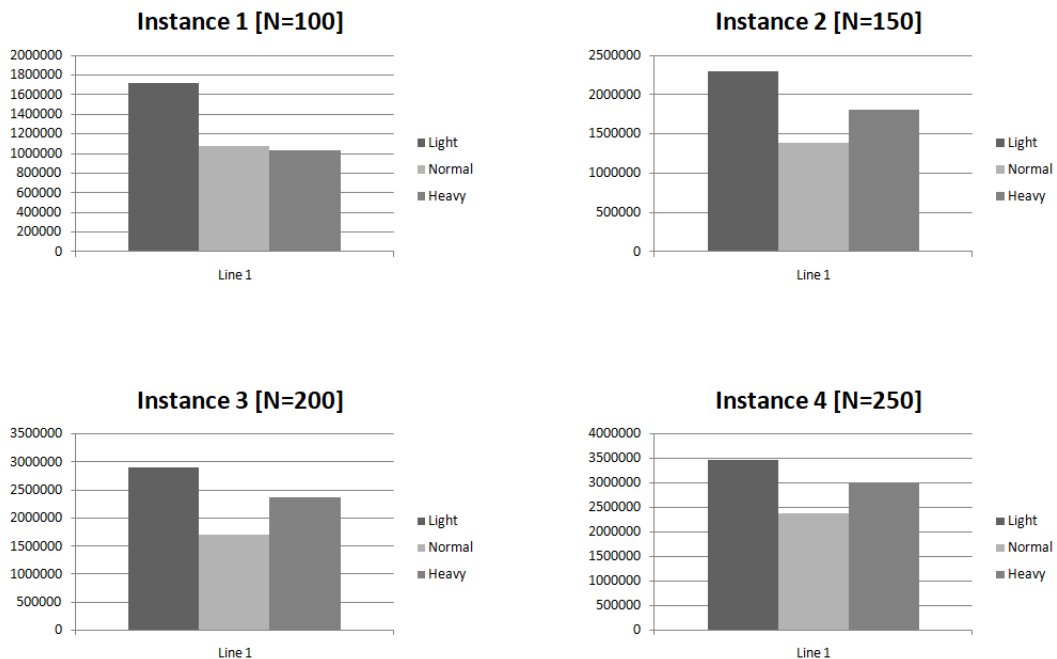 Instance 1 [N=100]
2000000
1800000
1600000
1400000
1200000
1000000
800000
600000
400000
200000
0
Line 1
Light
Normal
Heavy
Instance 2 [N=150]
2500000
2000000
1500000
1000000
500000
0
Line 1
Light
Normal
Heavy
Instance 3 [N=200]
3500000
3000000
2500000
2000000
1500000
1000000
500000
0
Line 1
Light
Normal
Heavy
Instance 4 [N=250]
4000000
3500000
3000000
2500000
2000000
1500000
1000000
500000
0
Line 1
Light
Normal
Heavy